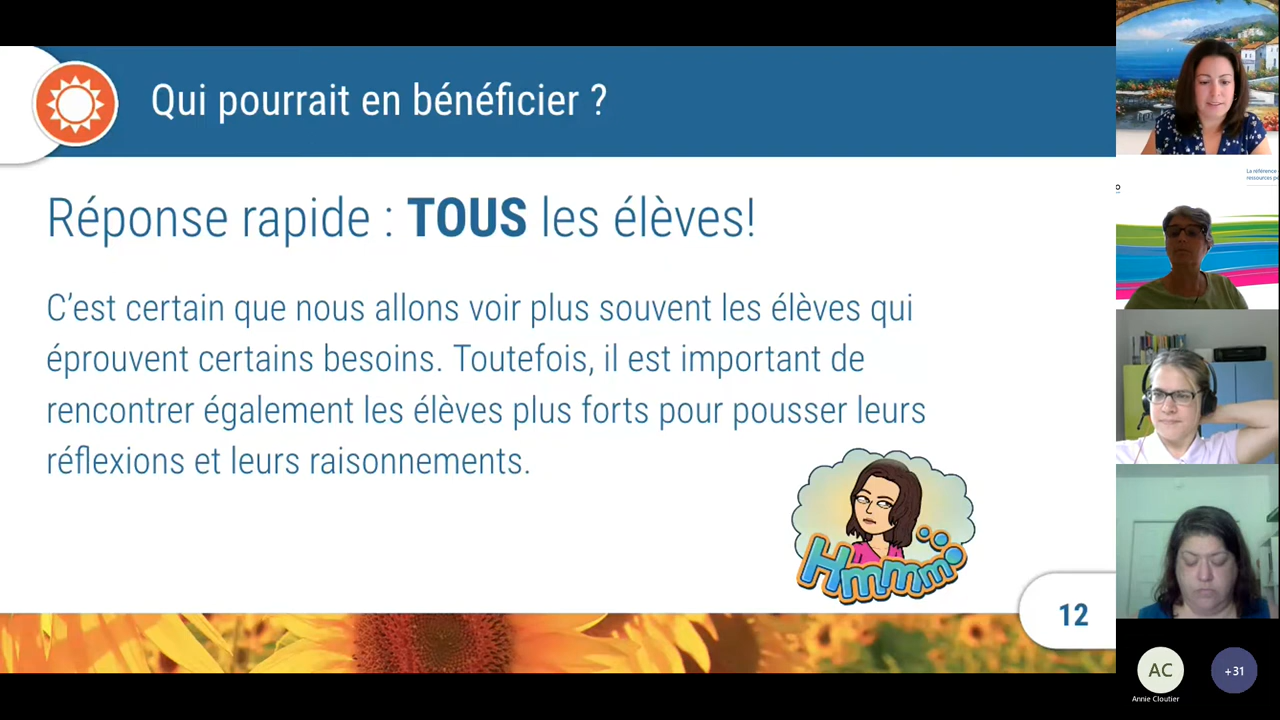 Qui pourrait en bénéficier ?
Réponse rapide : TOUS les élèves!
C’est certain que nous allons voir plus souvent les élèves qui
éprouvent certains besoins. Toutefois, il est important de
rencontrer également les élèves plus forts pour pousser leurs
réflexions et leurs raisonnements.
Hmmm
12
La référence
AC
+31
Annie Cloutier